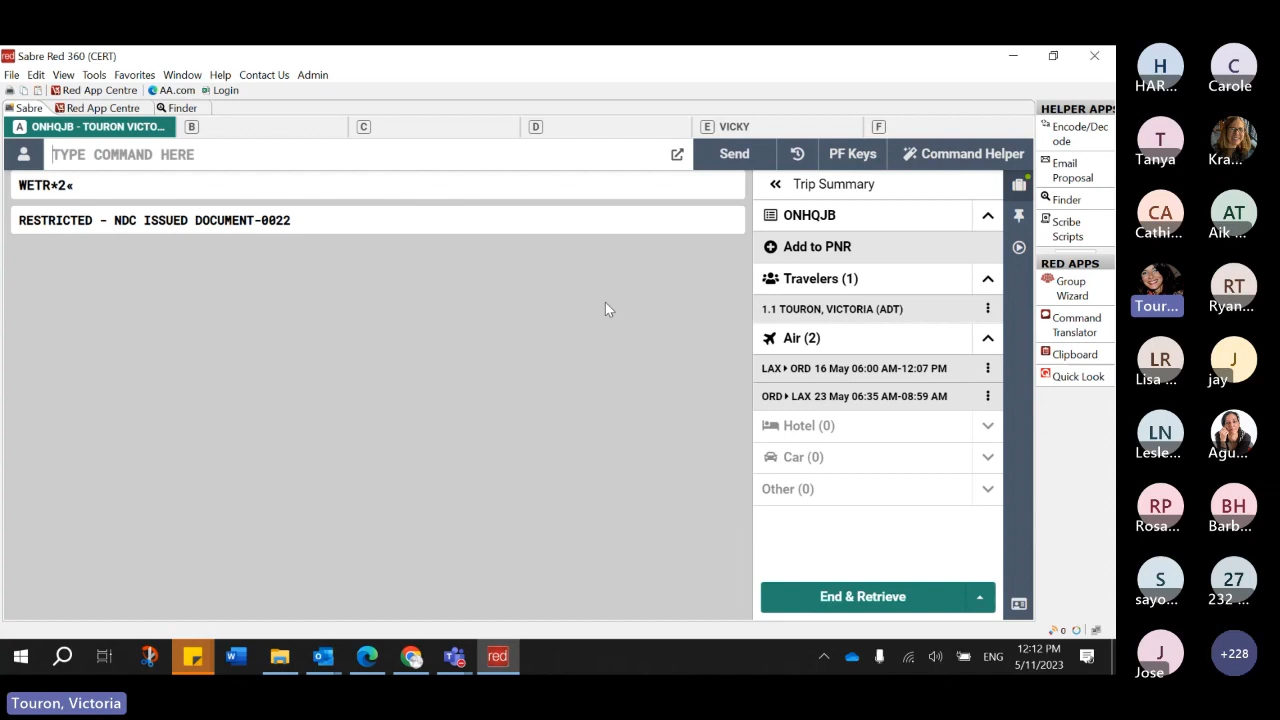 red Sabre Red 360 (CERT)
File Edit View Tools Favorites Window Help Contact Us Admin
Red App Centre AA.com Login
Sabre Red App Centre Finder
A ONHQJB - TOURON VICTO... B C D E VICKY F
TYPE COMMAND HERE Send PF Keys Command Helper
WETR*2«
RESTRICTED - NDC ISSUED DOCUMENT-0022
Trip Summary
ONHQJB
Add to PNR
Travelers (1)
1.1 TOURON, VICTORIA (ADT)
Air (2)
LAX ORD 16 May 06:00 AM-12:07 PM
ORD LAX 23 May 06:35 AM-08:59 AM
Hotel (0)
Car (0)
Other (0)
End & Retrieve
HELPER APPS
Encode/Dec
ode
Email
Proposal
Finder
Scribe
Scripts
RED APPS
Group
Wizard
Command
Translator
Clipboard
Quick Look
0
red
ENG
12:12 PM
5/11/2023
H C
HAR... Carole
T
Tanya Kra...
CA AT
Cathi... Aik ...
RT
Tour... Ryan...
LR J
Lisa ... jay
LN
Lesle... Agu...
RP BH
Rosa... Barb...
S 27
sayo... 232 ...
J +228
Jose
Touron, Victoria